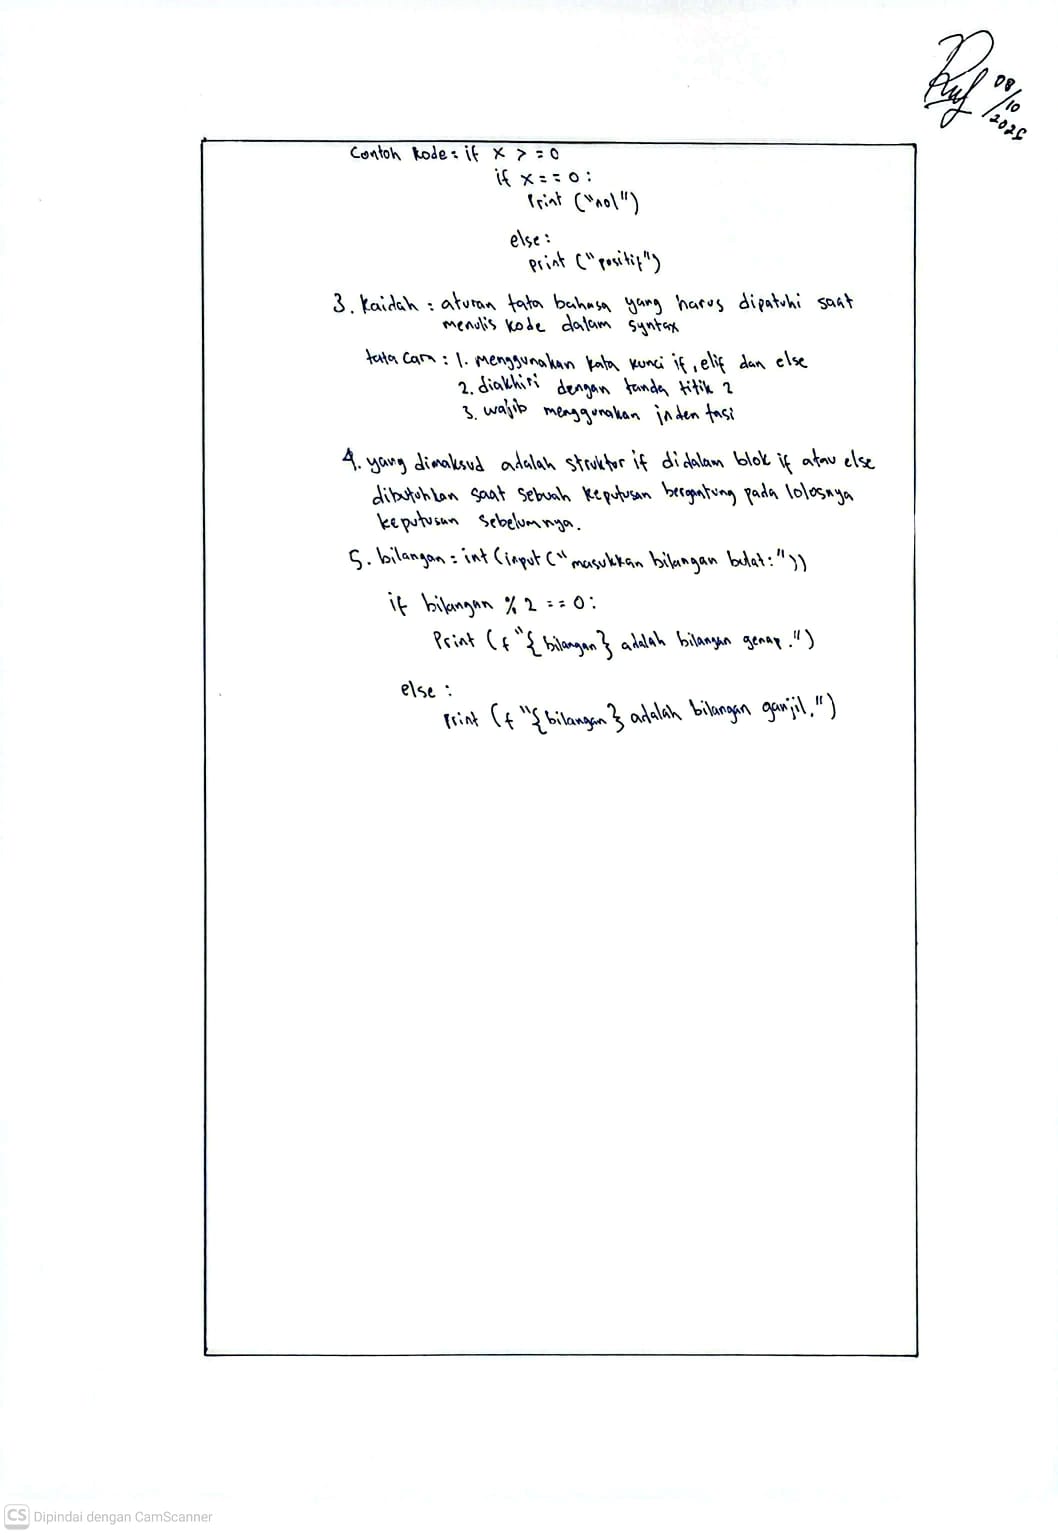 08/10
2025
Contoh kode : if x > = 0
if x = = 0 :
Print ("nol")
else :
print ("positif")
3. Kaidah : aturan tata bahasa yang harus dipatuhi saat
menulis kode dalam syntax
tata cara : 1. menggunakan kata kunci if, elif dan else
2. diakhiri dengan tanda titik 2
3. wajib menggunakan indentasi
4. yang dimaksud adalah struktur if didalam blok if atau else
dibutuhkan saat sebuah keputusan bergantung pada lolosnya
keputusan sebelumnya.
5. bilangan = int (input ("masukkan bilangan bulat:"))
if bilangan % 2 == 0 :
Print (f "{bilangan} adalah bilangan genap.")
else :
Print (f "{bilangan} adalah bilangan ganjil.")
CS Dipindai dengan CamScanner